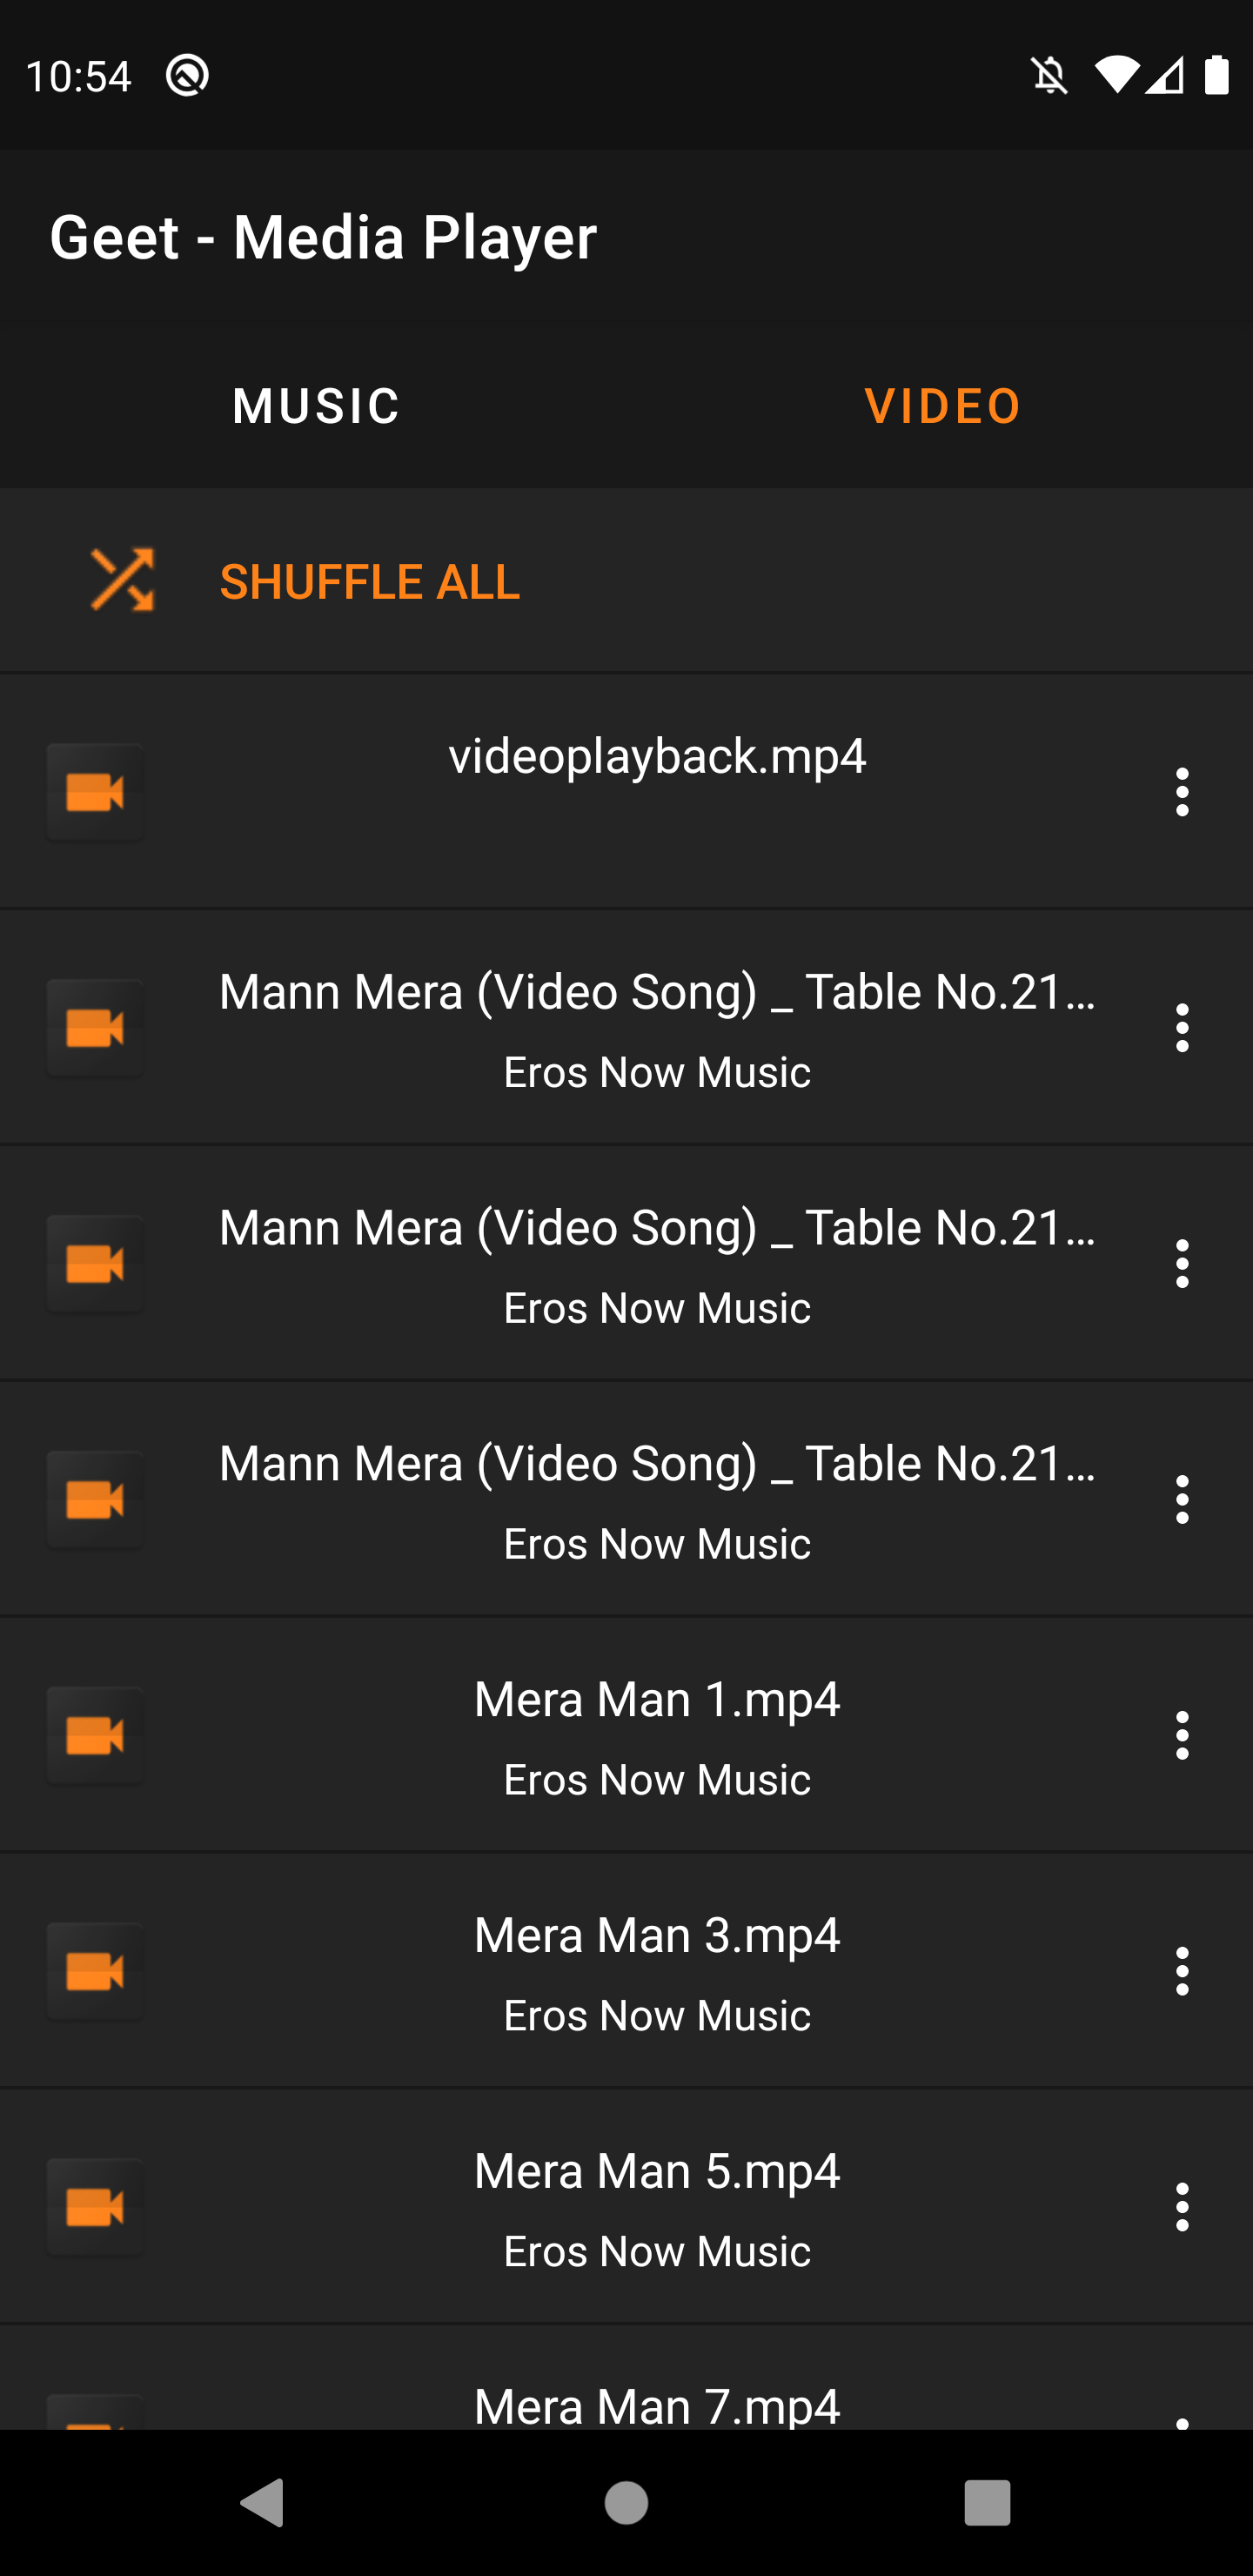 10:54
Geet - Media Player
MUSIC
VIDEO
SHUFFLE ALL
videoplayback.mp4
Mann Mera (Video Song) _ Table No.21...
Eros Now Music
Mann Mera (Video Song) _ Table No.21...
Eros Now Music
Mann Mera (Video Song) _ Table No.21...
Eros Now Music
Mera Man 1.mp4
Eros Now Music
Mera Man 3.mp4
Eros Now Music
Mera Man 5.mp4
Eros Now Music
Mera Man 7.mp4